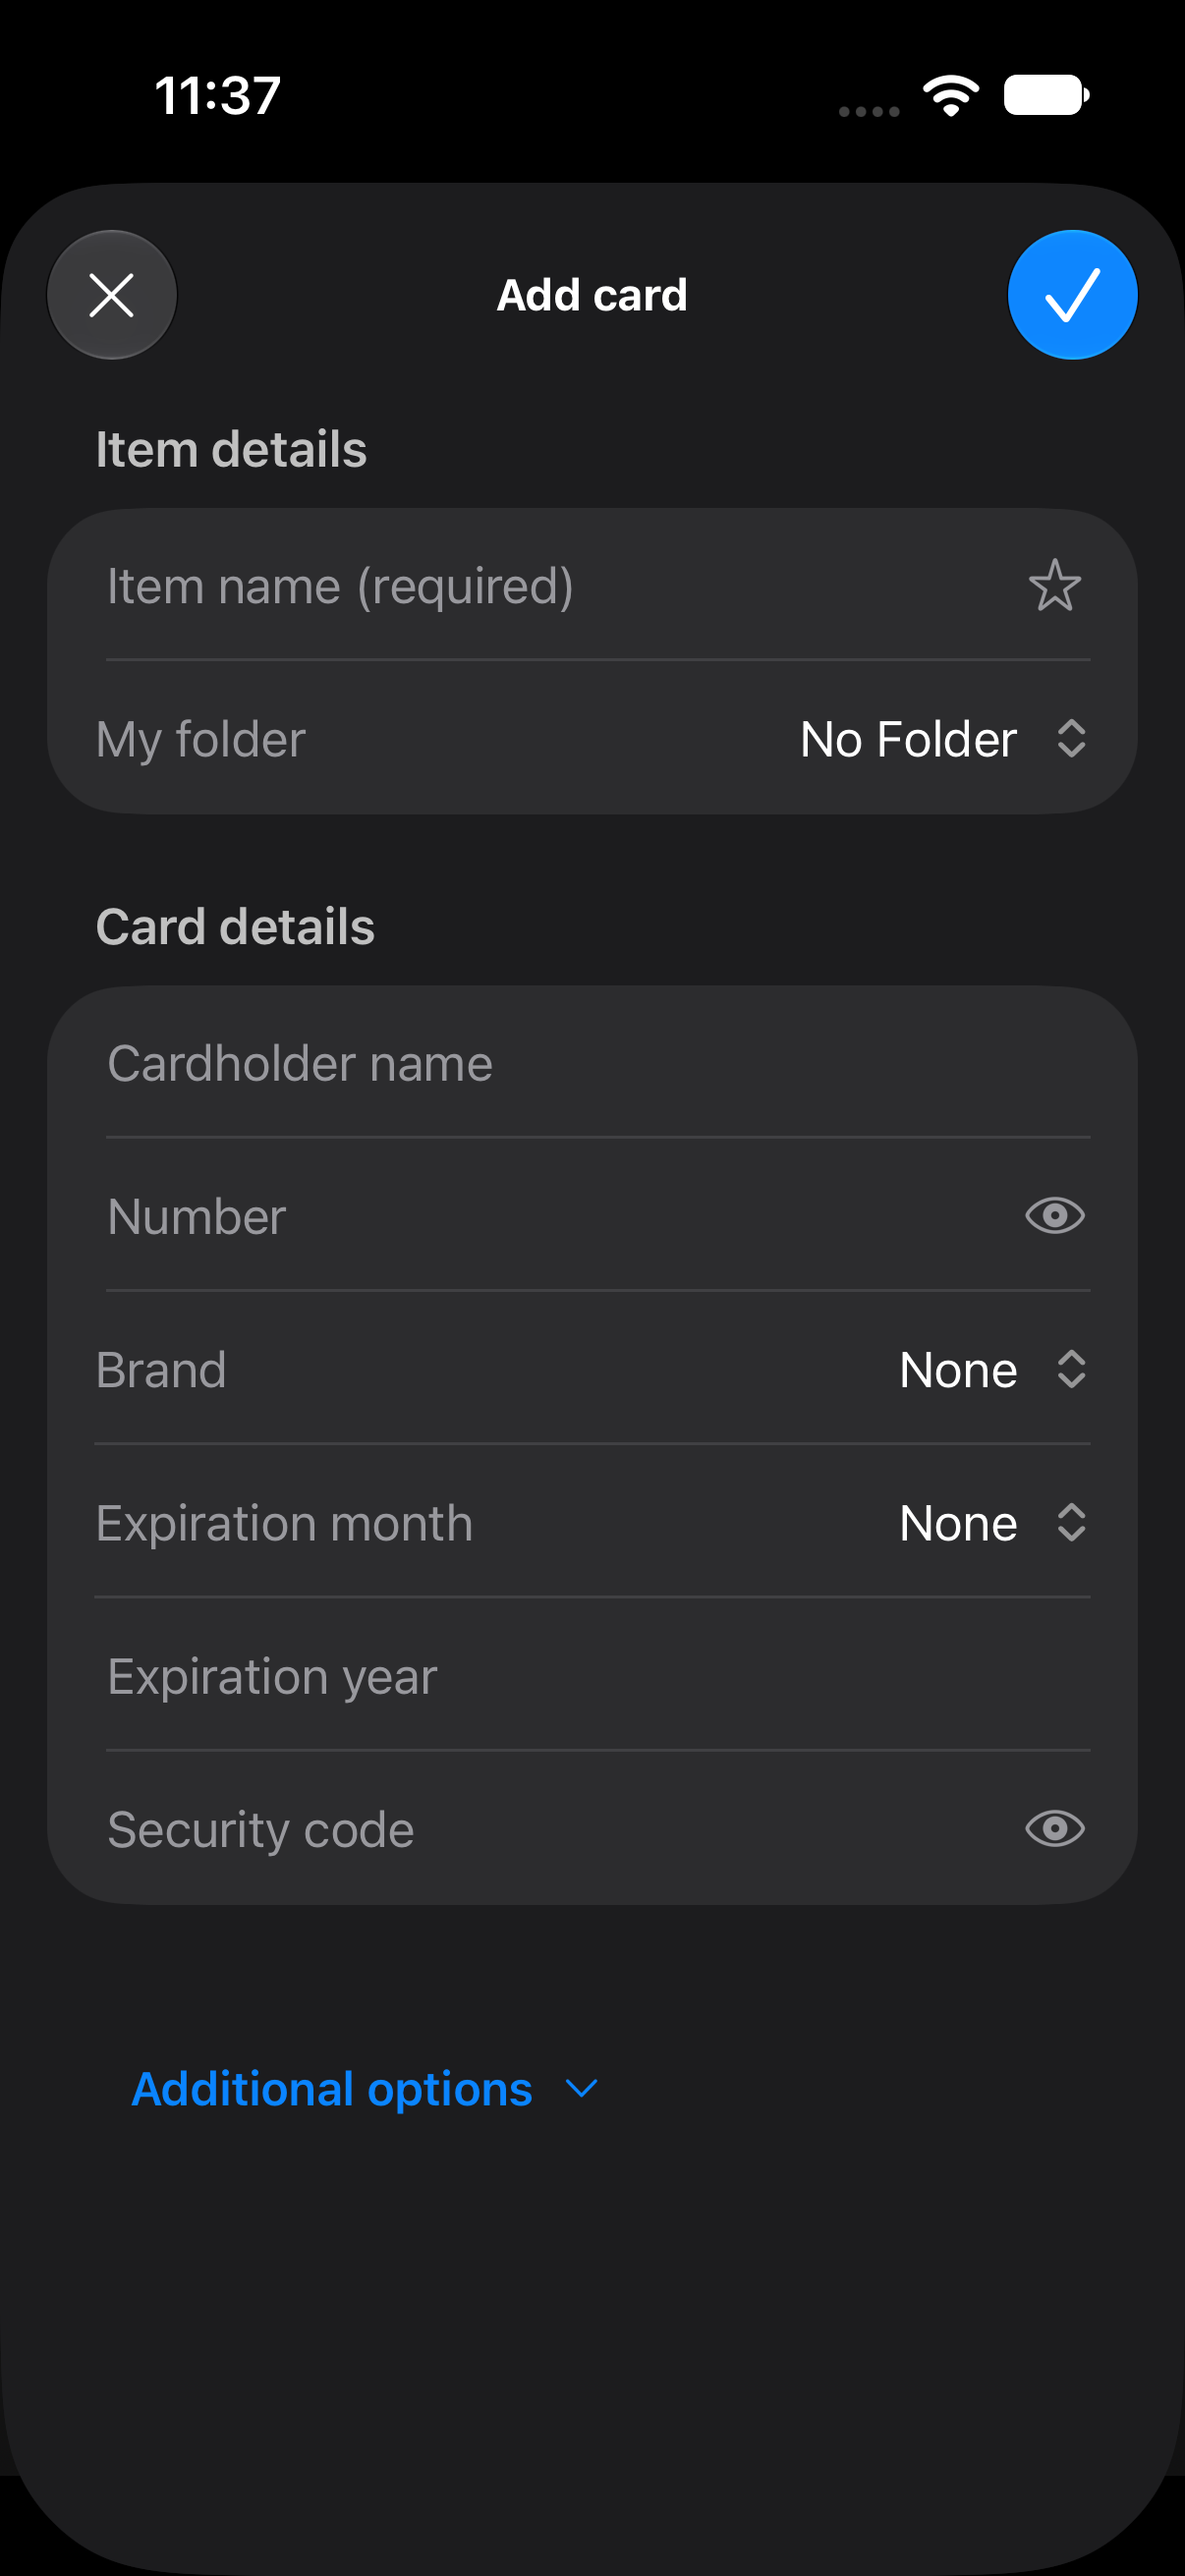 11:37
Add card
Item details
Item name (required)
My folder No Folder
Card details
Cardholder name
Number
Brand None
Expiration month None
Expiration year
Security code
Additional options